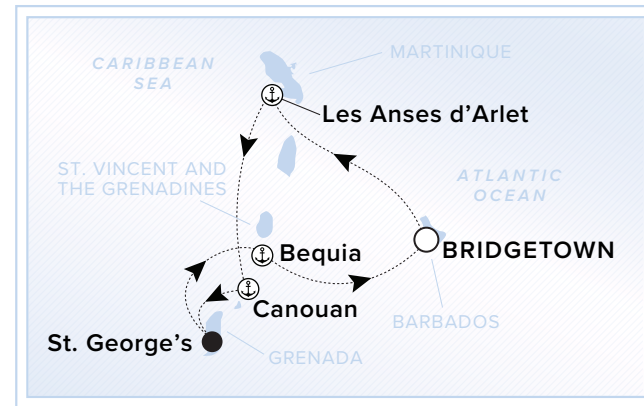 MARTINIQUE
CARIBBEAN
SEA
Les Anses d’Arlet
ST. VINCENT AND
THE GRENADINES
ATLANTIC
OCEAN
Bequia
BRIDGETOWN
Canouan
BARBADOS
St. George’s
GRENADA